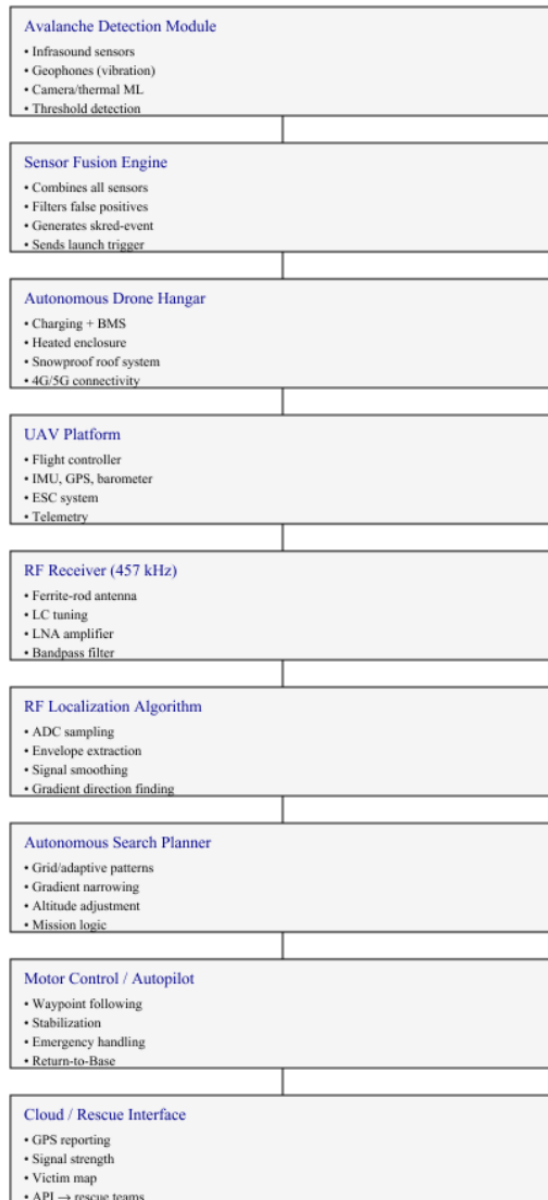 Avalanche Detection Module
• Infrasound sensors
• Geophones (vibration)
• Camera/thermal ML
• Threshold detection
Sensor Fusion Engine
• Combines all sensors
• Filters false positives
• Generates skred-event
• Sends launch trigger
Autonomous Drone Hangar
• Charging + BMS
• Heated enclosure
• Snowproof roof system
• 4G/5G connectivity
UAV Platform
• Flight controller
• IMU, GPS, barometer
• ESC system
• Telemetry
RF Receiver (457 kHz)
• Ferrite-rod antenna
• LC tuning
• LNA amplifier
• Bandpass filter
RF Localization Algorithm
• ADC sampling
• Envelope extraction
• Signal smoothing
• Gradient direction finding
Autonomous Search Planner
• Grid/adaptive patterns
• Gradient narrowing
• Altitude adjustment
• Mission logic
Motor Control / Autopilot
• Waypoint following
• Stabilization
• Emergency handling
• Return-to-Base
Cloud / Rescue Interface
• GPS reporting
• Signal strength
• Victim map
• API → rescue teams